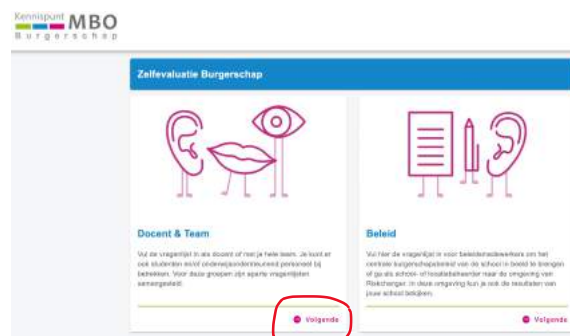 Kennispunt MBO
Burgerschap
Zelfevaluatie Burgerschap
Docent & Team
Vul de vragenlijst in als docent of met je hele team. Je kunt er
ook studenten en/of onderwijsondersteunend personeel bij
betrekken. Voor deze groepen zijn aparte vragenlijsten
samengesteld.
Volgende
Beleid
Vul hier de vragenlijst in voor beleidsmedewerkers om het
centrale burgerschapsbeleid van de school in beeld te brengen
of ga als school- of locatiebeheerder naar de omgeving van
Riskchanger. In deze omgeving kun je ook de resultaten van
jouw school bekijken.
Volgende